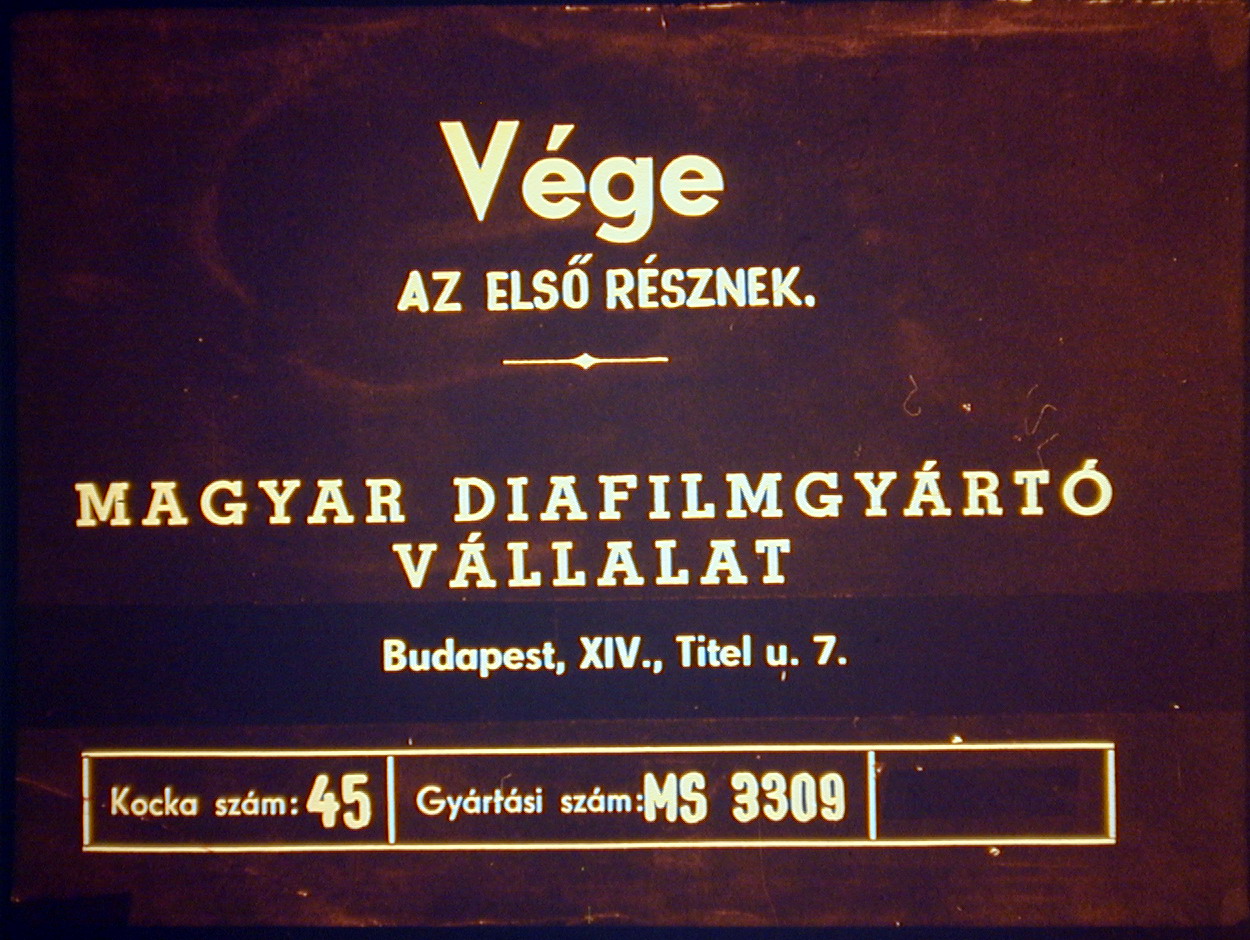 Vége
AZ ELSŐ RÉSZNEK.
MAGYAR DIAFILMGYÁRTÓ
VÁLLALAT
Budapest, XIV., Titel u. 7.
Kocka szám: 45 Gyártási szám: MS 3309